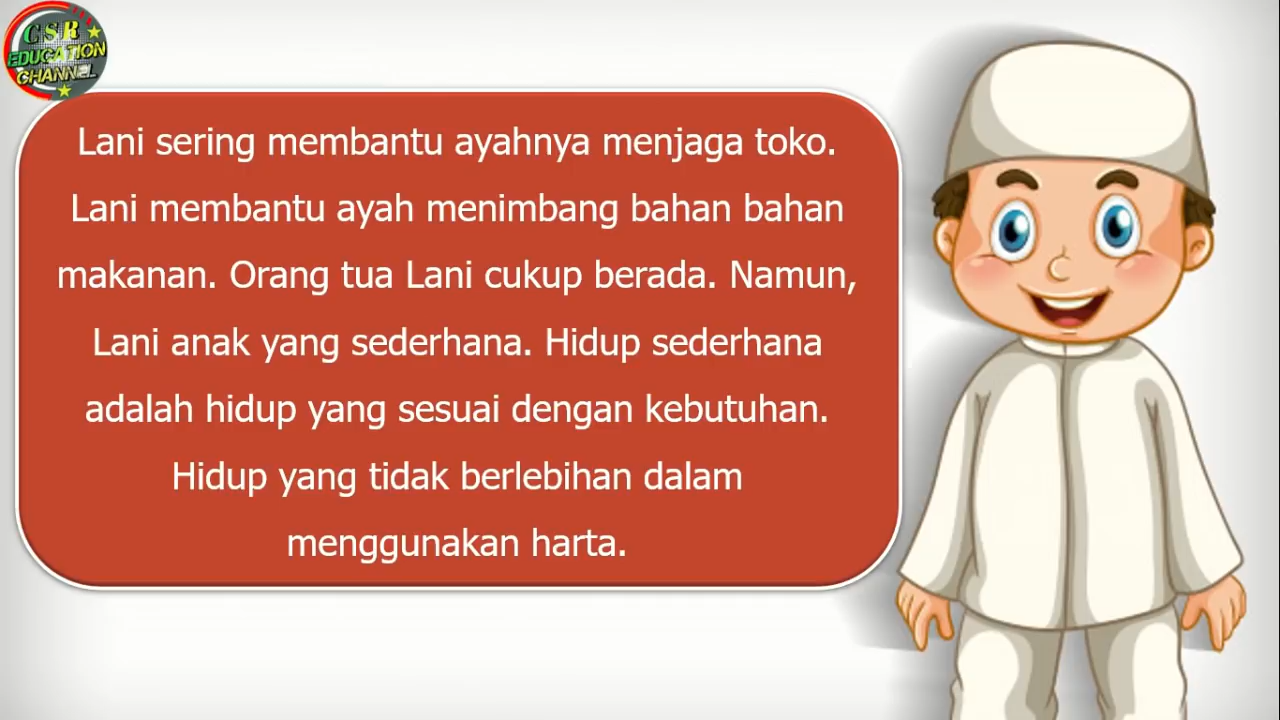 CSR
EDUCATION
CHANNEL
Lani sering membantu ayahnya menjaga toko.
Lani membantu ayah menimbang bahan bahan
makanan. Orang tua Lani cukup berada. Namun,
Lani anak yang sederhana. Hidup sederhana
adalah hidup yang sesuai dengan kebutuhan.
Hidup yang tidak berlebihan dalam
menggunakan harta.